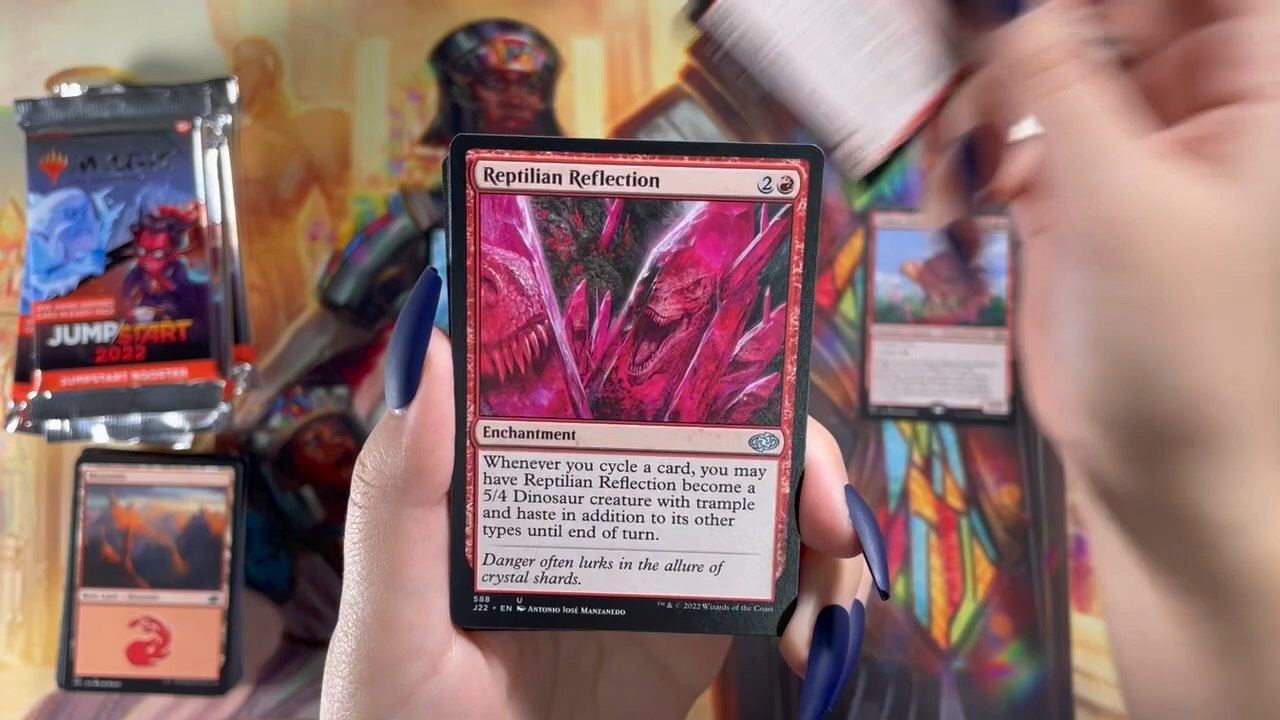 Reptilian Reflection
2
Enchantment
Whenever you cycle a card, you may
have Reptilian Reflection become a
5/4 Dinosaur creature with trample
and haste in addition to its other
types until end of turn.
Danger often lurks in the allure of
crystal shards.
588 U
J22 • EN Antonio José Manzanedo
™ & © 2022 Wizards of the Coast
MAGIC
JUMPSTART
2022
JUMPSTART BOOSTER